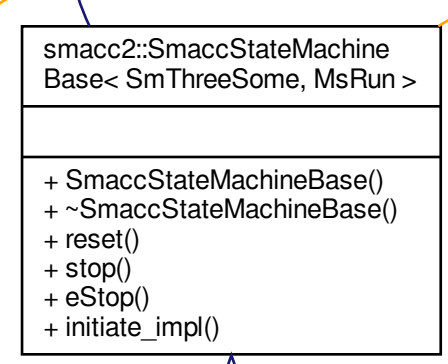 smacc2::SmaccStateMachine
Base< SmThreeSome, MsRun >
+ SmaccStateMachineBase()
+ ~SmaccStateMachineBase()
+ reset()
+ stop()
+ eStop()
+ initiate_impl()